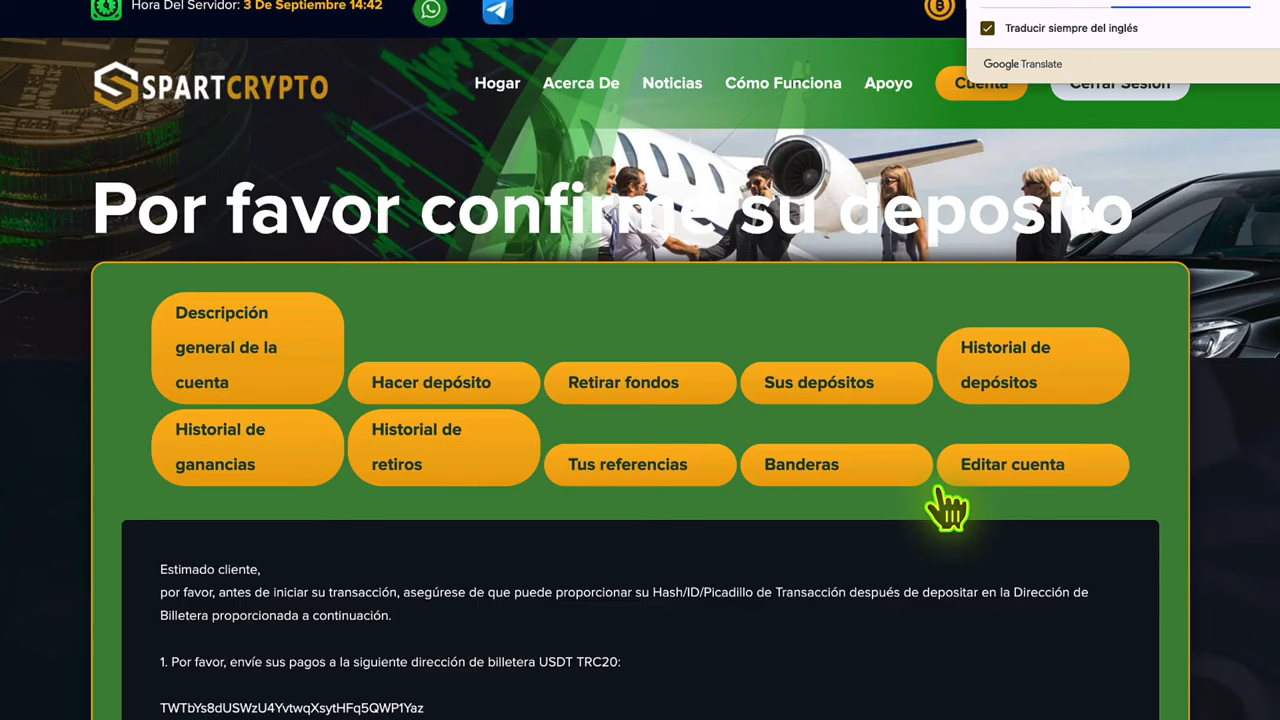 Hora Del Servidor: 3 De Septiembre 14:42
Traducir siempre del inglés
Google Translate
SPARTCRYPTO
Hogar Acerca De Noticias Cómo Funciona Apoyo Cuenta Cerrar Sesión
Por favor confirme su deposito
Descripción
general de la
cuenta
Hacer depósito
Retirar fondos
Sus depósitos
Historial de
depósitos
Historial de
ganancias
Historial de
retiros
Tus referencias
Banderas
Editar cuenta
Estimado cliente,
por favor, antes de iniciar su transacción, asegúrese de que puede proporcionar su Hash/ID/Picadillo de Transacción después de depositar en la Dirección de
Billetera proporcionada a continuación.
1. Por favor, envíe sus pagos a la siguiente dirección de billetera USDT TRC20:
TWTbYs8dUSWzU4YvtwqXsytHFq5QWP1Yaz